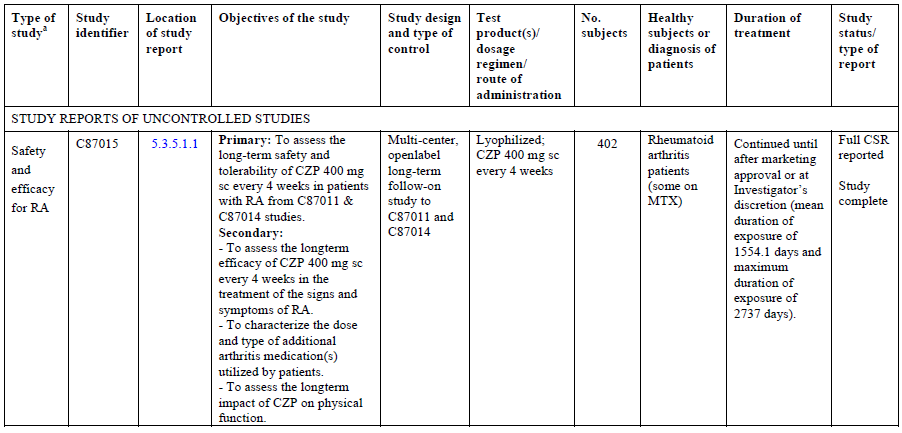 Type of
study^a
Study
identifier
Location
of study
report
Objectives of the study
Study design
and type of
control
Test
product(s)/
dosage
regimen/
route of
administration
No.
subjects
Healthy
subjects or
diagnosis of
patients
Duration of
treatment
Study
status/
type of
report
STUDY REPORTS OF UNCONTROLLED STUDIES
Safety
and
efficacy
for RA
C87015
5.3.5.1.1
Primary: To assess the
long-term safety and
tolerability of CZP 400 mg
sc every 4 weeks in patients
with RA from C87011 &
C87014 studies.
Secondary:
- To assess the longterm
efficacy of CZP 400 mg sc
every 4 weeks in the
treatment of the signs and
symptoms of RA.
- To characterize the dose
and type of additional
arthritis medication(s)
utilized by patients.
- To assess the longterm
impact of CZP on physical
function.
Multi-center,
openlabel
long-term
follow-on
study to
C87011 and
C87014
Lyophilized;
CZP 400 mg sc
every 4 weeks
402
Rheumatoid
arthritis
patients
(some on
MTX)
Continued until
after marketing
approval or at
Investigator's
discretion (mean
duration of
exposure of
1554.1 days and
maximum
duration of
exposure of
2737 days).
Full CSR
reported
Study
complete